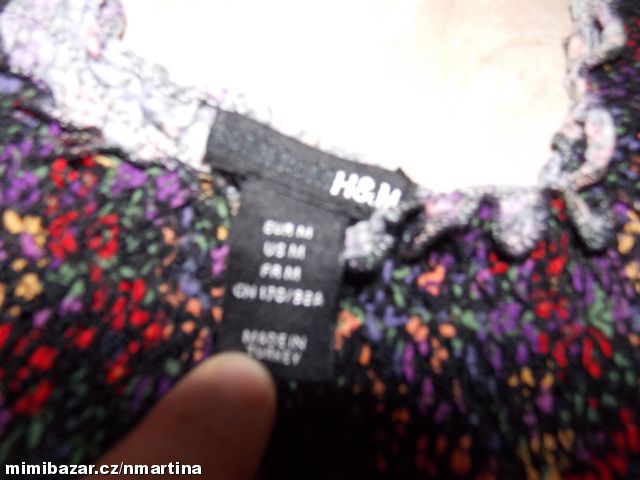 H&M
EUR M
US M
FR M
CN 170/88A
MADE IN
TURKEY
mimibazar.cz/nmartina